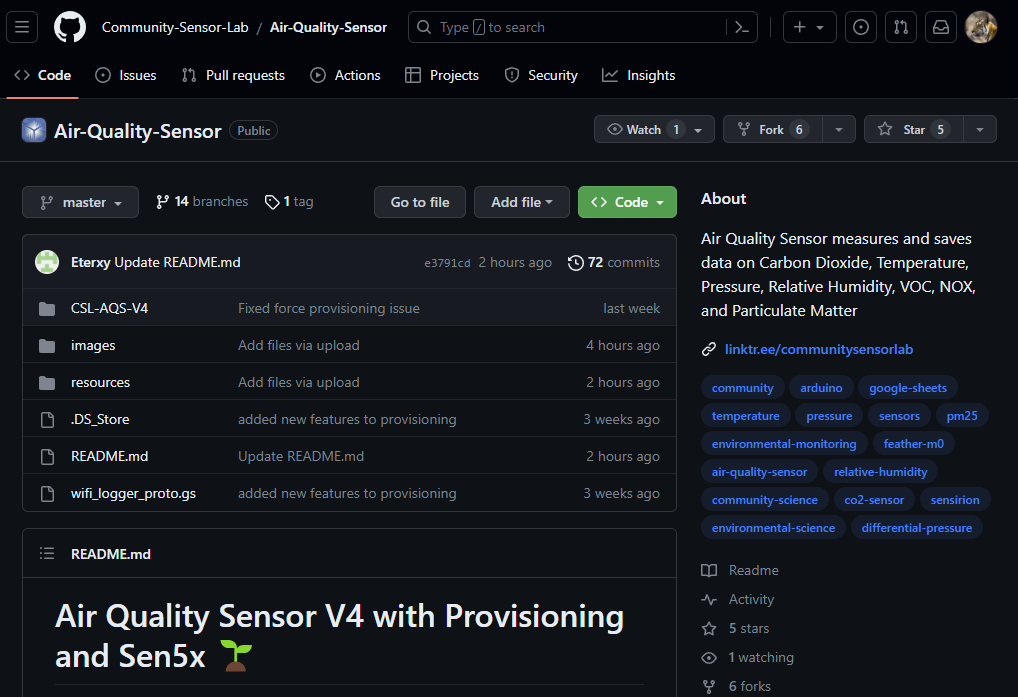 Community-Sensor-Lab / Air-Quality-Sensor Type / to search
Code Issues Pull requests Actions Projects Security Insights
Air-Quality-Sensor Public Watch 1 Fork 6 Star 5
master 14 branches 1 tag Go to file Add file Code
Eterxy Update README.md e3791cd 2 hours ago 72 commits
CSL-AQS-V4 Fixed force provisioning issue last week
images Add files via upload 4 hours ago
resources Add files via upload 2 hours ago
.DS_Store added new features to provisioning 3 weeks ago
README.md Update README.md 2 hours ago
wifi_logger_proto.gs added new features to provisioning 3 weeks ago
README.md
Air Quality Sensor V4 with Provisioning
and Sen5x 🌱
About
Air Quality Sensor measures and saves
data on Carbon Dioxide, Temperature,
Pressure, Relative Humidity, VOC, NOX,
and Particulate Matter
linktr.ee/communitysensorlab
community arduino google-sheets
temperature pressure sensors pm25
environmental-monitoring feather-m0
air-quality-sensor relative-humidity
community-science co2-sensor sensirion
environmental-science differential-pressure
Readme
Activity
5 stars
1 watching
6 forks